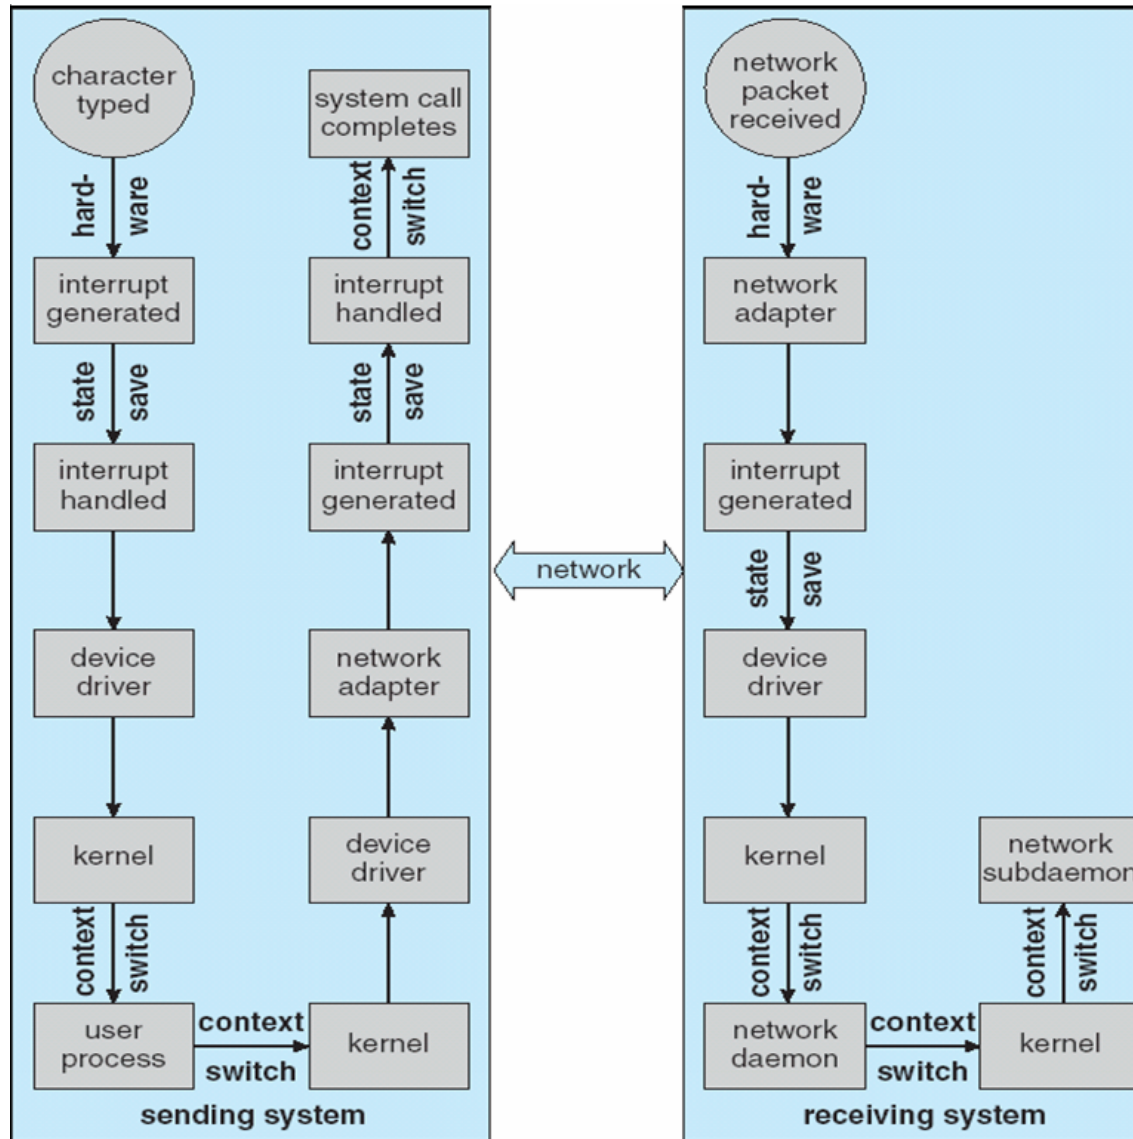 character
typed
hard-
ware
interrupt
generated
state
save
interrupt
handled
device
driver
kernel
context
switch
user
process
context
switch
kernel
device
driver
network
adapter
interrupt
generated
state
save
interrupt
handled
context
switch
system call
completes
sending system
network
network
packet
received
hard-
ware
network
adapter
interrupt
generated
state
save
device
driver
kernel
context
switch
network
daemon
context
switch
kernel
context
switch
network
subdaemon
receiving system